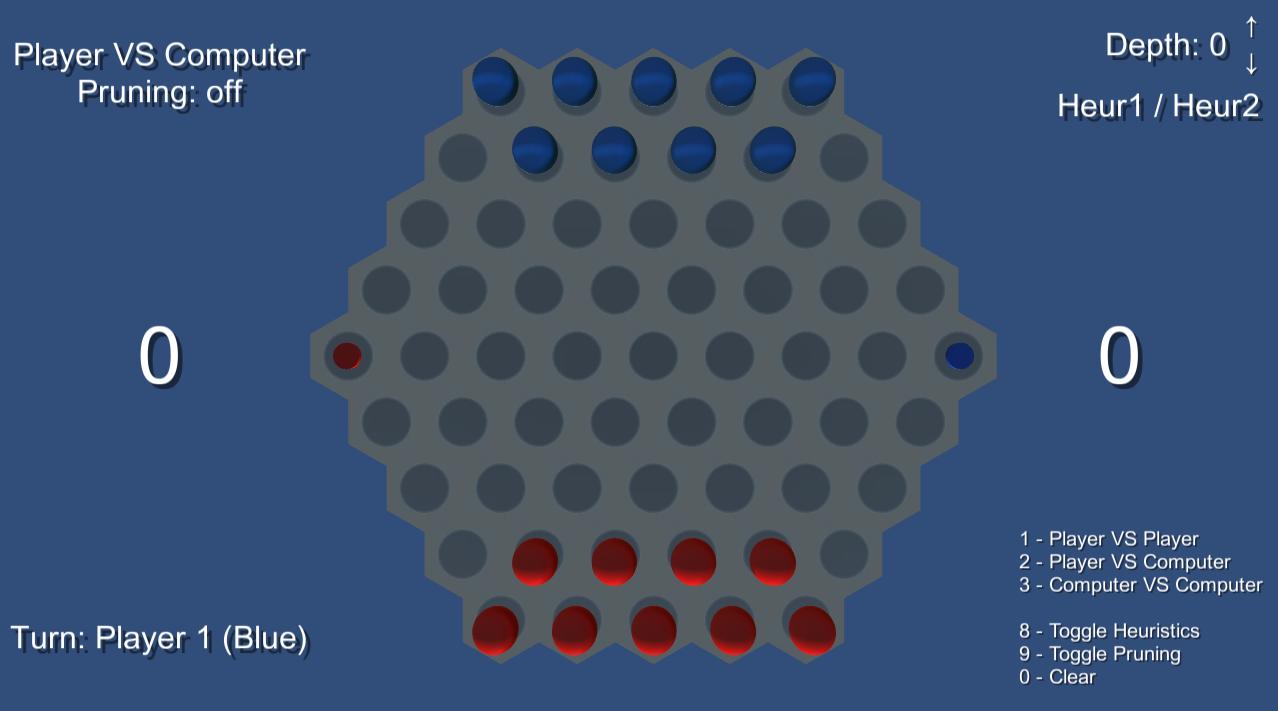 Player VS Computer
Pruning: off
Depth: 0 ↑
↓
Heur1 / Heur2
0
0
1 - Player VS Player
2 - Player VS Computer
3 - Computer VS Computer
8 - Toggle Heuristics
9 - Toggle Pruning
0 - Clear
Turn: Player 1 (Blue)